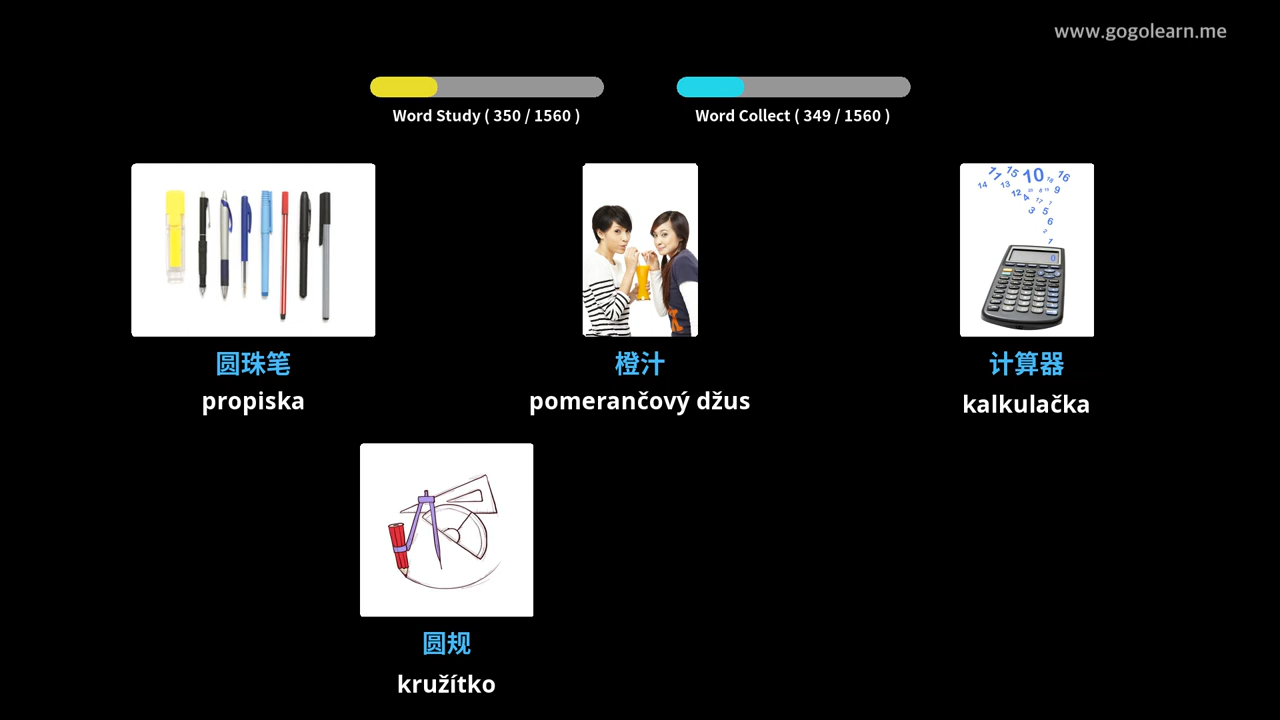 www.gogolearn.me
Word Study ( 350 / 1560 )
Word Collect ( 349 / 1560 )
圆珠笔
propiska
橙汁
pomerančový džus
计算器
kalkulačka
圆规
kružítko